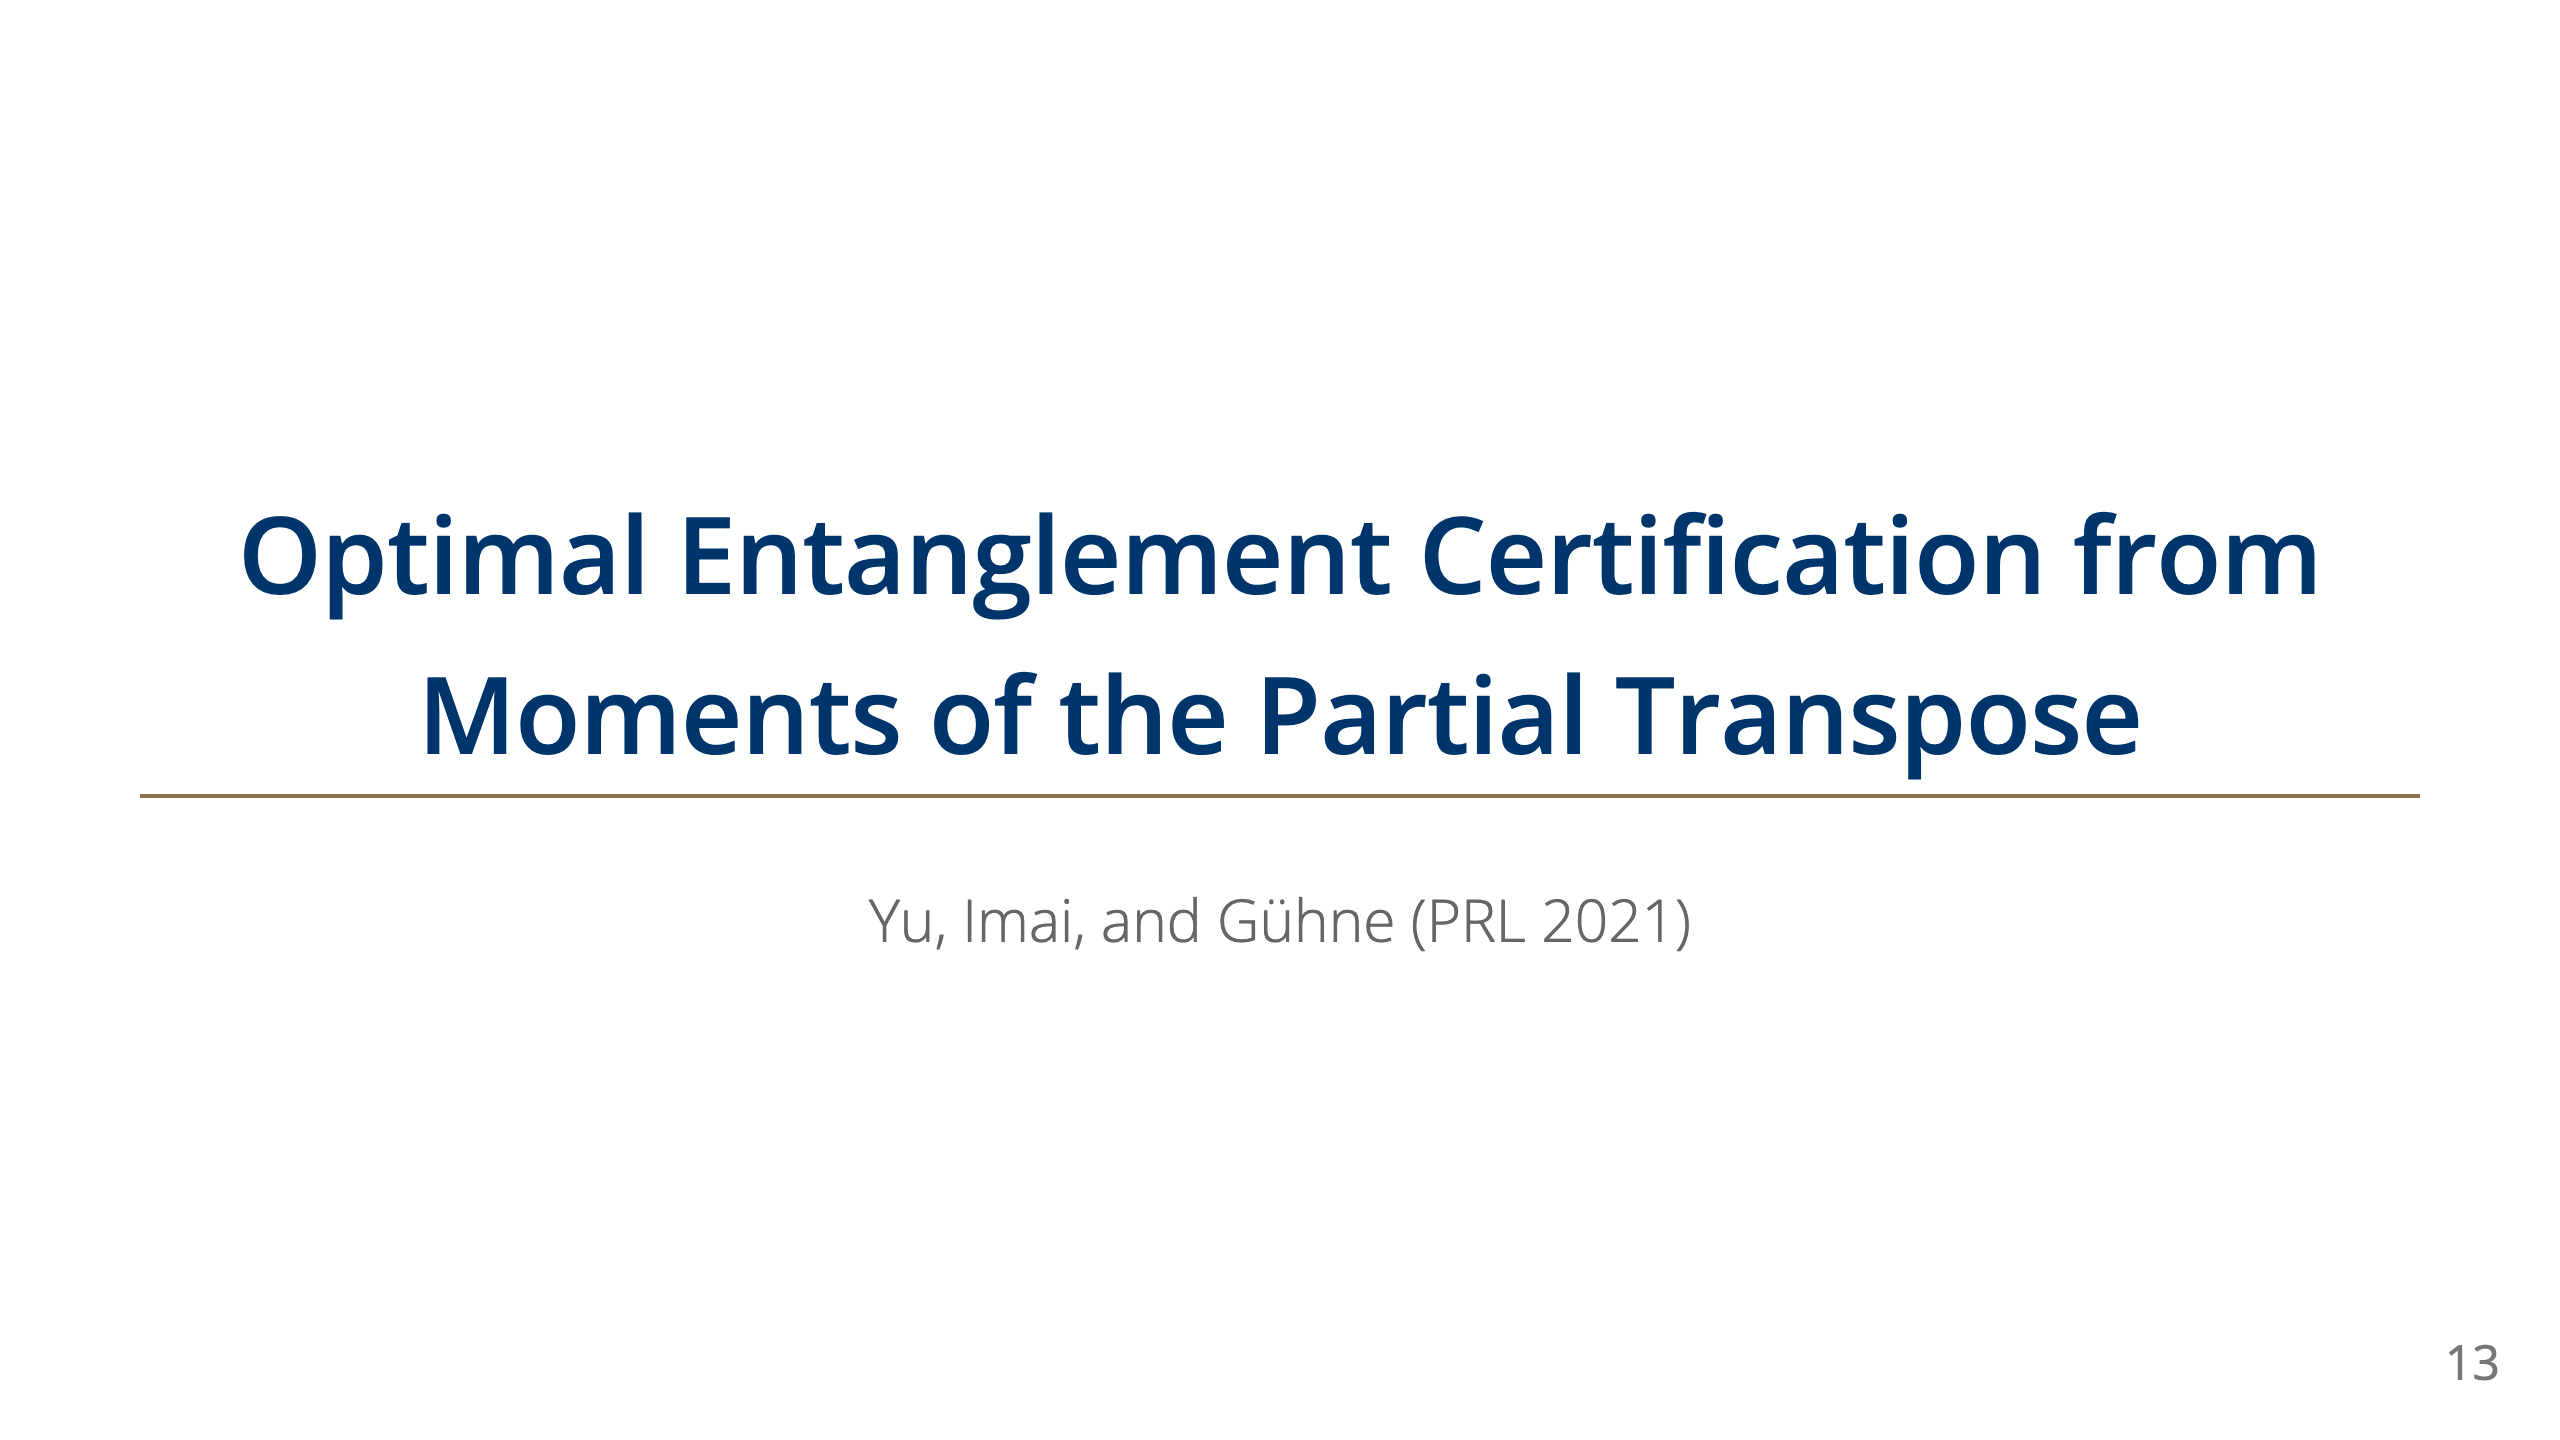 Optimal Entanglement Certification from
Moments of the Partial Transpose
Yu, Imai, and Gühne (PRL 2021)
13